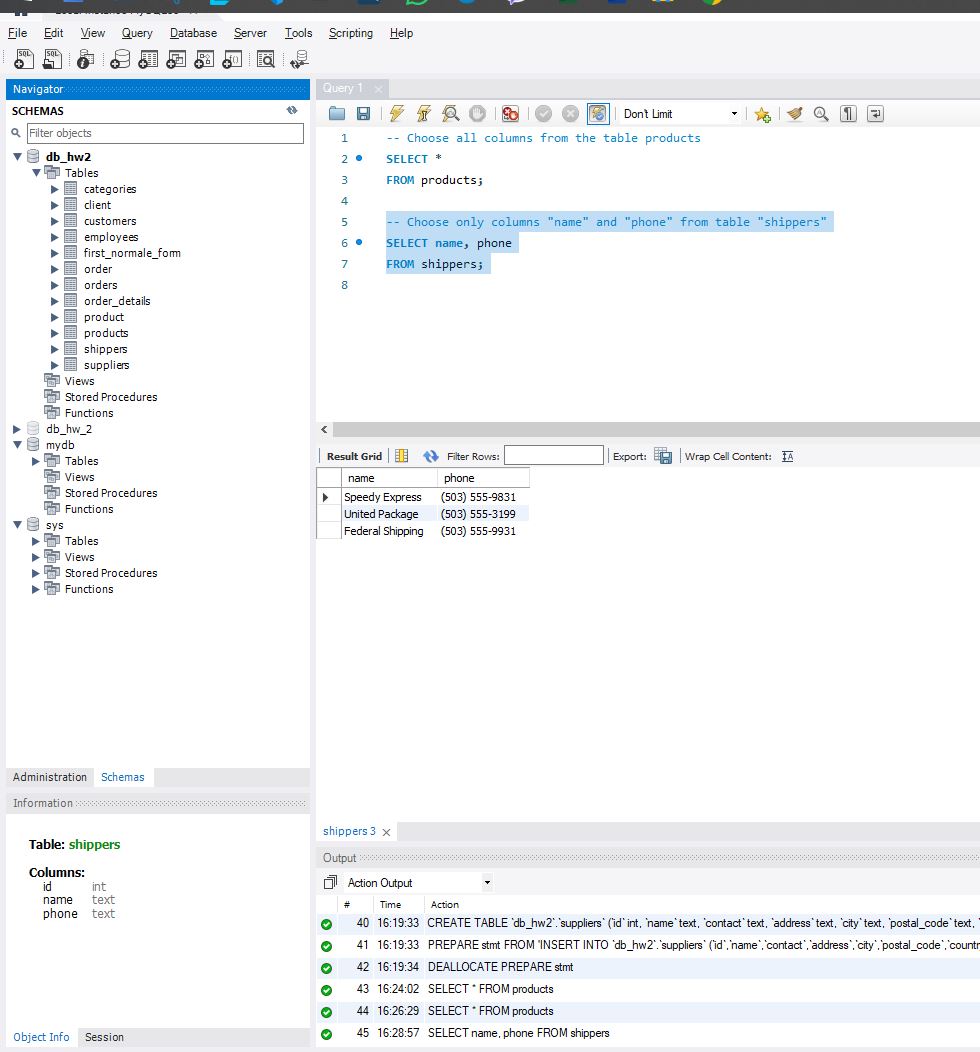 File Edit View Query Database Server Tools Scripting Help
Navigator
SCHEMAS
Filter objects
db_hw2
Tables
categories
client
customers
employees
first_normale_form
order
orders
order_details
product
products
shippers
suppliers
Views
Stored Procedures
Functions
db_hw_2
mydb
Tables
Views
Stored Procedures
Functions
sys
Tables
Views
Stored Procedures
Functions
Administration Schemas
Information
Table: shippers
Columns:
id int
name text
phone text
Object Info Session
Query 1
Don't Limit
1 -- Choose all columns from the table products
2 SELECT *
3 FROM products;
4
5 -- Choose only columns "name" and "phone" from table "shippers"
6 SELECT name, phone
7 FROM shippers;
8
Result Grid Filter Rows: Export: Wrap Cell Content:
name phone
Speedy Express (503) 555-9831
United Package (503) 555-3199
Federal Shipping (503) 555-9931
shippers 3
Output
Action Output
# Time Action
40 16:19:33 CREATE TABLE `db_hw2`.`suppliers` (`id` int, `name` text, `contact` text, `address` text, `city` text, `postal_code` text, `
41 16:19:33 PREPARE stmt FROM 'INSERT INTO `db_hw2`.`suppliers` (`id`,`name`,`contact`,`address`,`city`,`postal_code`,`countr
42 16:19:34 DEALLOCATE PREPARE stmt
43 16:24:02 SELECT * FROM products
44 16:26:29 SELECT * FROM products
45 16:28:57 SELECT name, phone FROM shippers